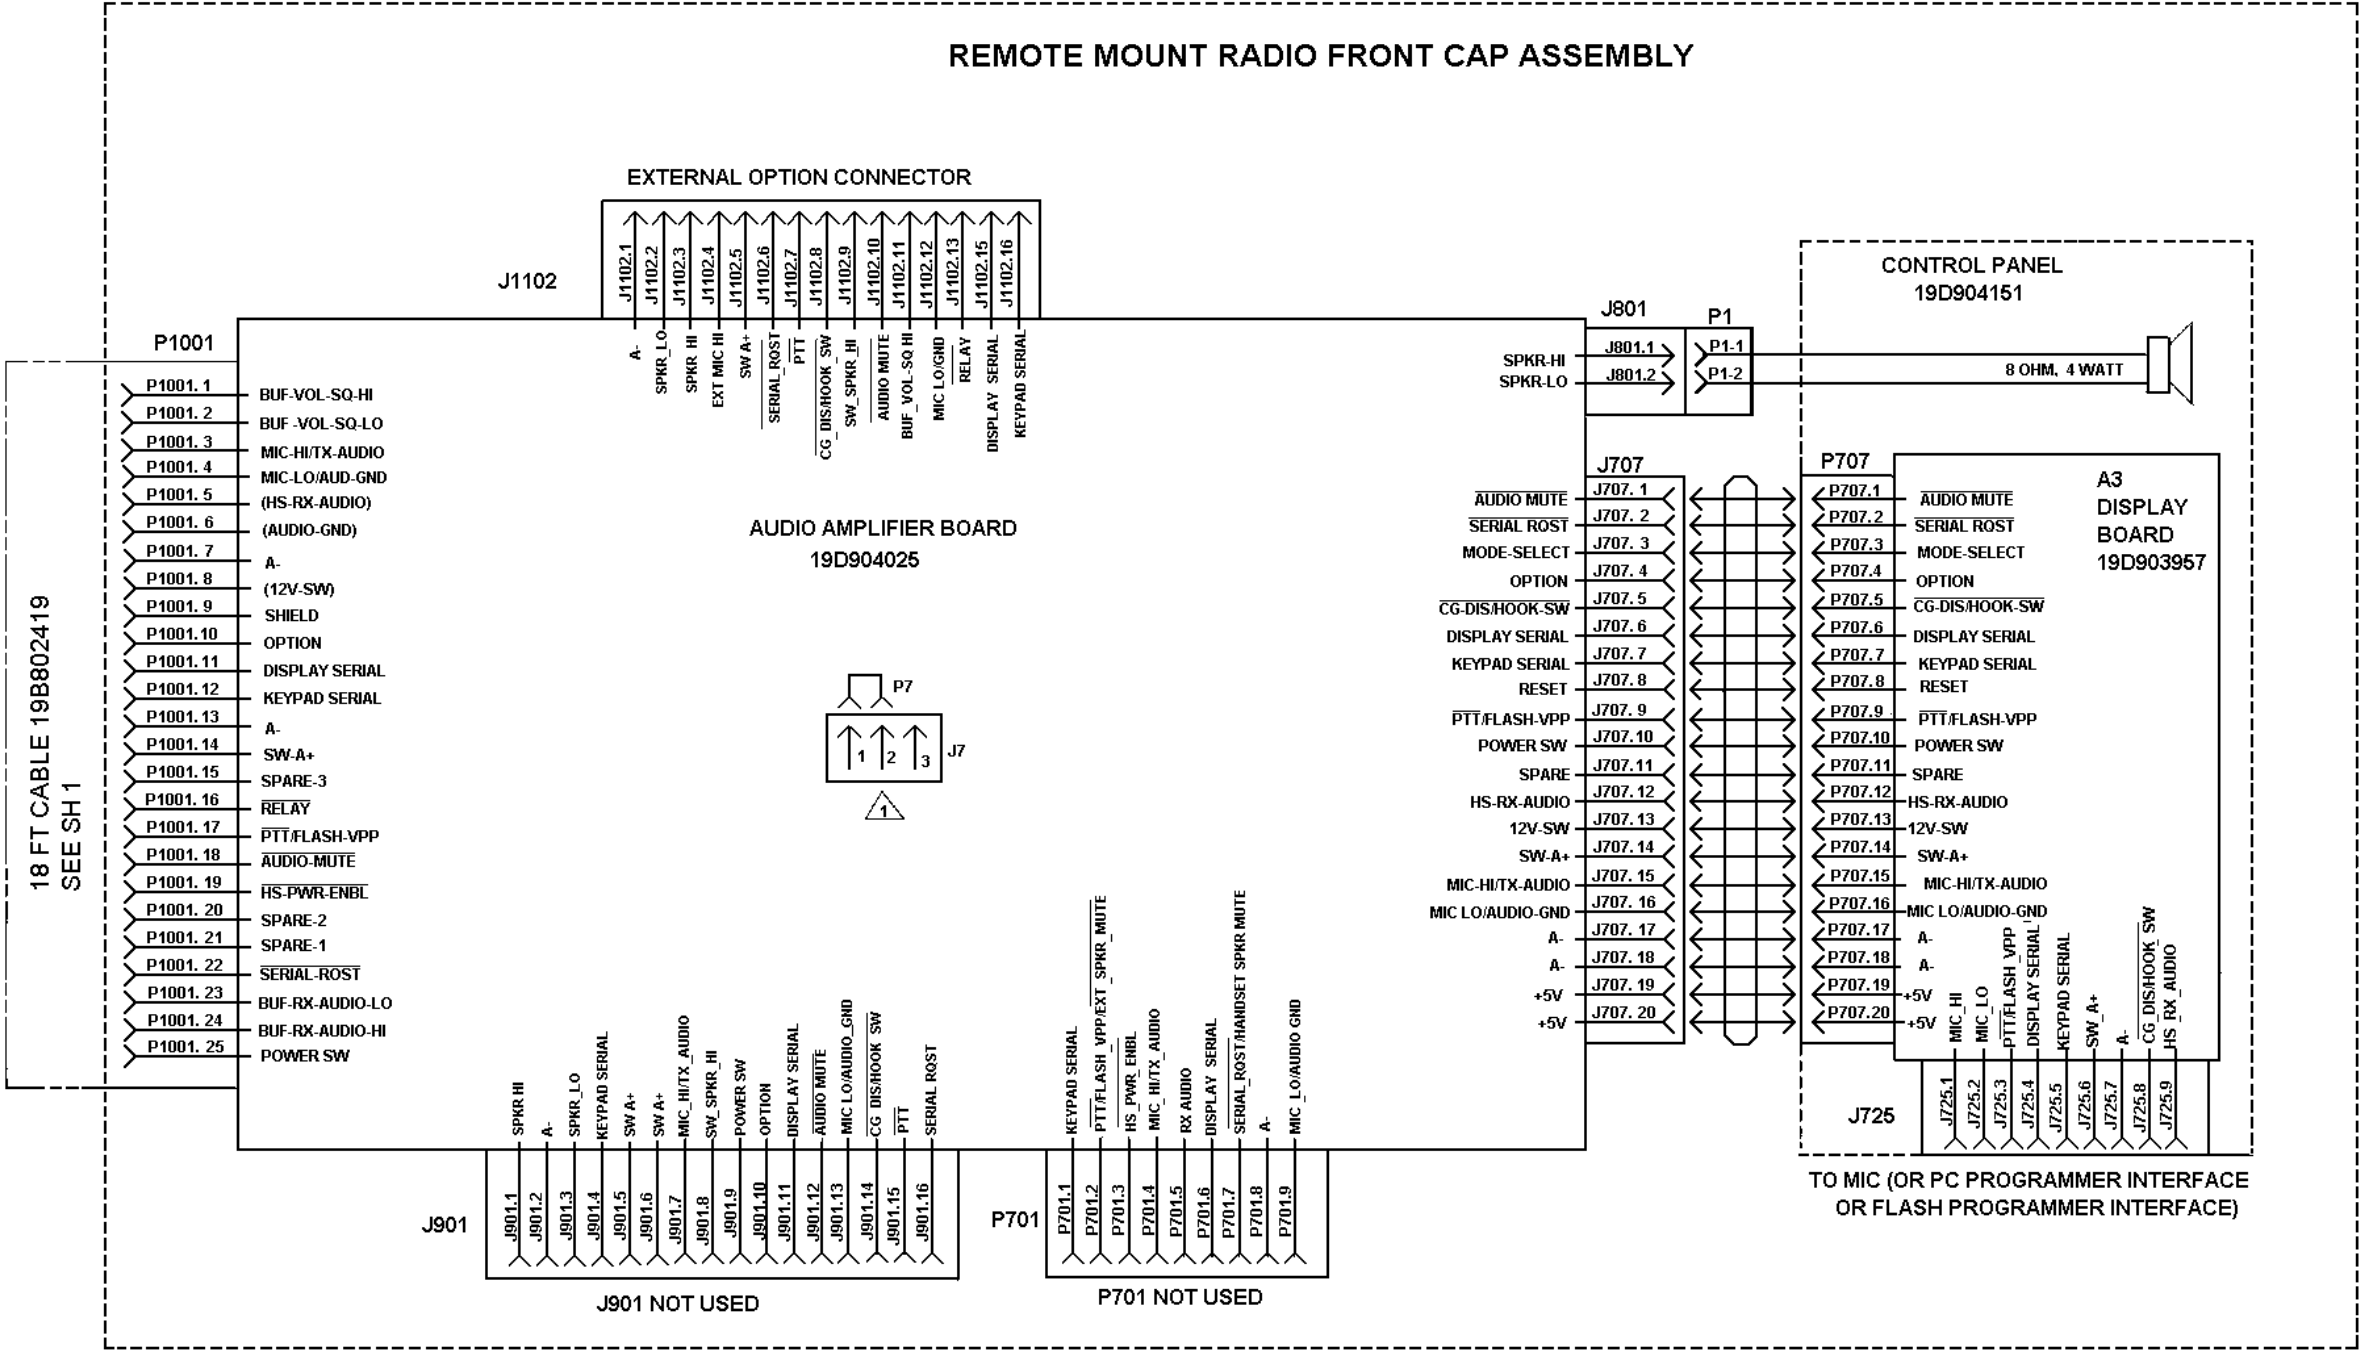 REMOTE MOUNT RADIO FRONT CAP ASSEMBLY
EXTERNAL OPTION CONNECTOR
J1102
J1102.1
J1102.2
J1102.3
J1102.4
J1102.5
J1102.6
J1102.7
J1102.8
J1102.9
J1102.10
J1102.11
J1102.12
J1102.13
J1102.15
J1102.16
A-
SPKR_LO
SPKR HI
EXT MIC HI
SW A+
SERIAL_RQST
PTT
CG_DIS/HOOK_SW
SW_SPKR_HI
AUDIO MUTE
BUF_VOL-SQ HI
MIC LO/GND
RELAY
DISPLAY SERIAL
KEYPAD SERIAL
18 FT CABLE 19B802419
SEE SH 1
P1001
P1001. 1 BUF-VOL-SQ-HI
P1001. 2 BUF -VOL-SQ-LO
P1001. 3 MIC-HI/TX-AUDIO
P1001. 4 MIC-LO/AUD-GND
P1001. 5 (HS-RX-AUDIO)
P1001. 6 (AUDIO-GND)
P1001. 7 A-
P1001. 8 (12V-SW)
P1001. 9 SHIELD
P1001.10 OPTION
P1001.11 DISPLAY SERIAL
P1001.12 KEYPAD SERIAL
P1001.13 A-
P1001.14 SW-A+
P1001.15 SPARE-3
P1001. 16 RELAY
P1001. 17 PTT/FLASH-VPP
P1001. 18 AUDIO-MUTE
P1001. 19 HS-PWR-ENBL
P1001. 20 SPARE-2
P1001. 21 SPARE-1
P1001. 22 SERIAL-ROST
P1001. 23 BUF-RX-AUDIO-LO
P1001. 24 BUF-RX-AUDIO-HI
P1001. 25 POWER SW
AUDIO AMPLIFIER BOARD
19D904025
P7
1 2 3
J7
1
J801
P1
SPKR-HI J801.1 P1-1
SPKR-LO J801.2 P1-2
8 OHM, 4 WATT
CONTROL PANEL
19D904151
J707
P707
A3
DISPLAY
BOARD
19D903957
AUDIO MUTE J707. 1 P707.1 AUDIO MUTE
SERIAL ROST J707. 2 P707.2 SERIAL ROST
MODE-SELECT J707. 3 P707.3 MODE-SELECT
OPTION J707. 4 P707.4 OPTION
CG-DIS/HOOK-SW J707. 5 P707.5 CG-DIS/HOOK-SW
DISPLAY SERIAL J707. 6 P707.6 DISPLAY SERIAL
KEYPAD SERIAL J707. 7 P707.7 KEYPAD SERIAL
RESET J707. 8 P707.8 RESET
PTT/FLASH-VPP J707. 9 P707.9 PTT/FLASH-VPP
POWER SW J707.10 P707.10 POWER SW
SPARE J707.11 P707.11 SPARE
HS-RX-AUDIO J707.12 P707.12 HS-RX-AUDIO
12V-SW J707.13 P707.13 12V-SW
SW-A+ J707.14 P707.14 SW-A+
MIC-HI/TX-AUDIO J707. 15 P707.15 MIC-HI/TX-AUDIO
MIC LO/AUDIO-GND J707. 16 P707.16 MIC LO/AUDIO-GND
A- J707. 17 P707.17 A-
A- J707. 18 P707.18 A-
+5V J707. 19 P707.19 +5V
+5V J707. 20 P707.20 +5V
MIC_HI
MIC_LO
PTT/FLASH_VPP
DISPLAY SERIAL
KEYPAD SERIAL
SW_A+
A-
CG_DIS/HOOK_SW
HS_RX_AUDIO
J725
J725.1
J725.2
J725.3
J725.4
J725.5
J725.6
J725.7
J725.8
J725.9
TO MIC (OR PC PROGRAMMER INTERFACE
OR FLASH PROGRAMMER INTERFACE)
SPKR HI
A-
SPKR_LO
KEYPAD SERIAL
SW A+
SW A+
MIC_HI/TX_AUDIO
SW_SPKR_HI
POWER SW
OPTION
DISPLAY SERIAL
AUDIO MUTE
MIC LO/AUDIO_GND
CG_DIS/HOOK_SW
PTT
SERIAL RQST
J901
J901.1
J901.2
J901.3
J901.4
J901.5
J901.6
J901.7
J901.8
J901.9
J901.10
J901.11
J901.12
J901.13
J901.14
J901.15
J901.16
J901 NOT USED
KEYPAD SERIAL
PTT/FLASH_VPP/EXT_SPKR_MUTE
HS_PWR_ENBL
MIC_HI/TX_AUDIO
RX AUDIO
DISPLAY SERIAL
SERIAL_RQST/HANDSET SPKR MUTE
A-
MIC_LO/AUDIO GND
P701
P701.1
P701.2
P701.3
P701.4
P701.5
P701.6
P701.7
P701.8
P701.9
P701 NOT USED